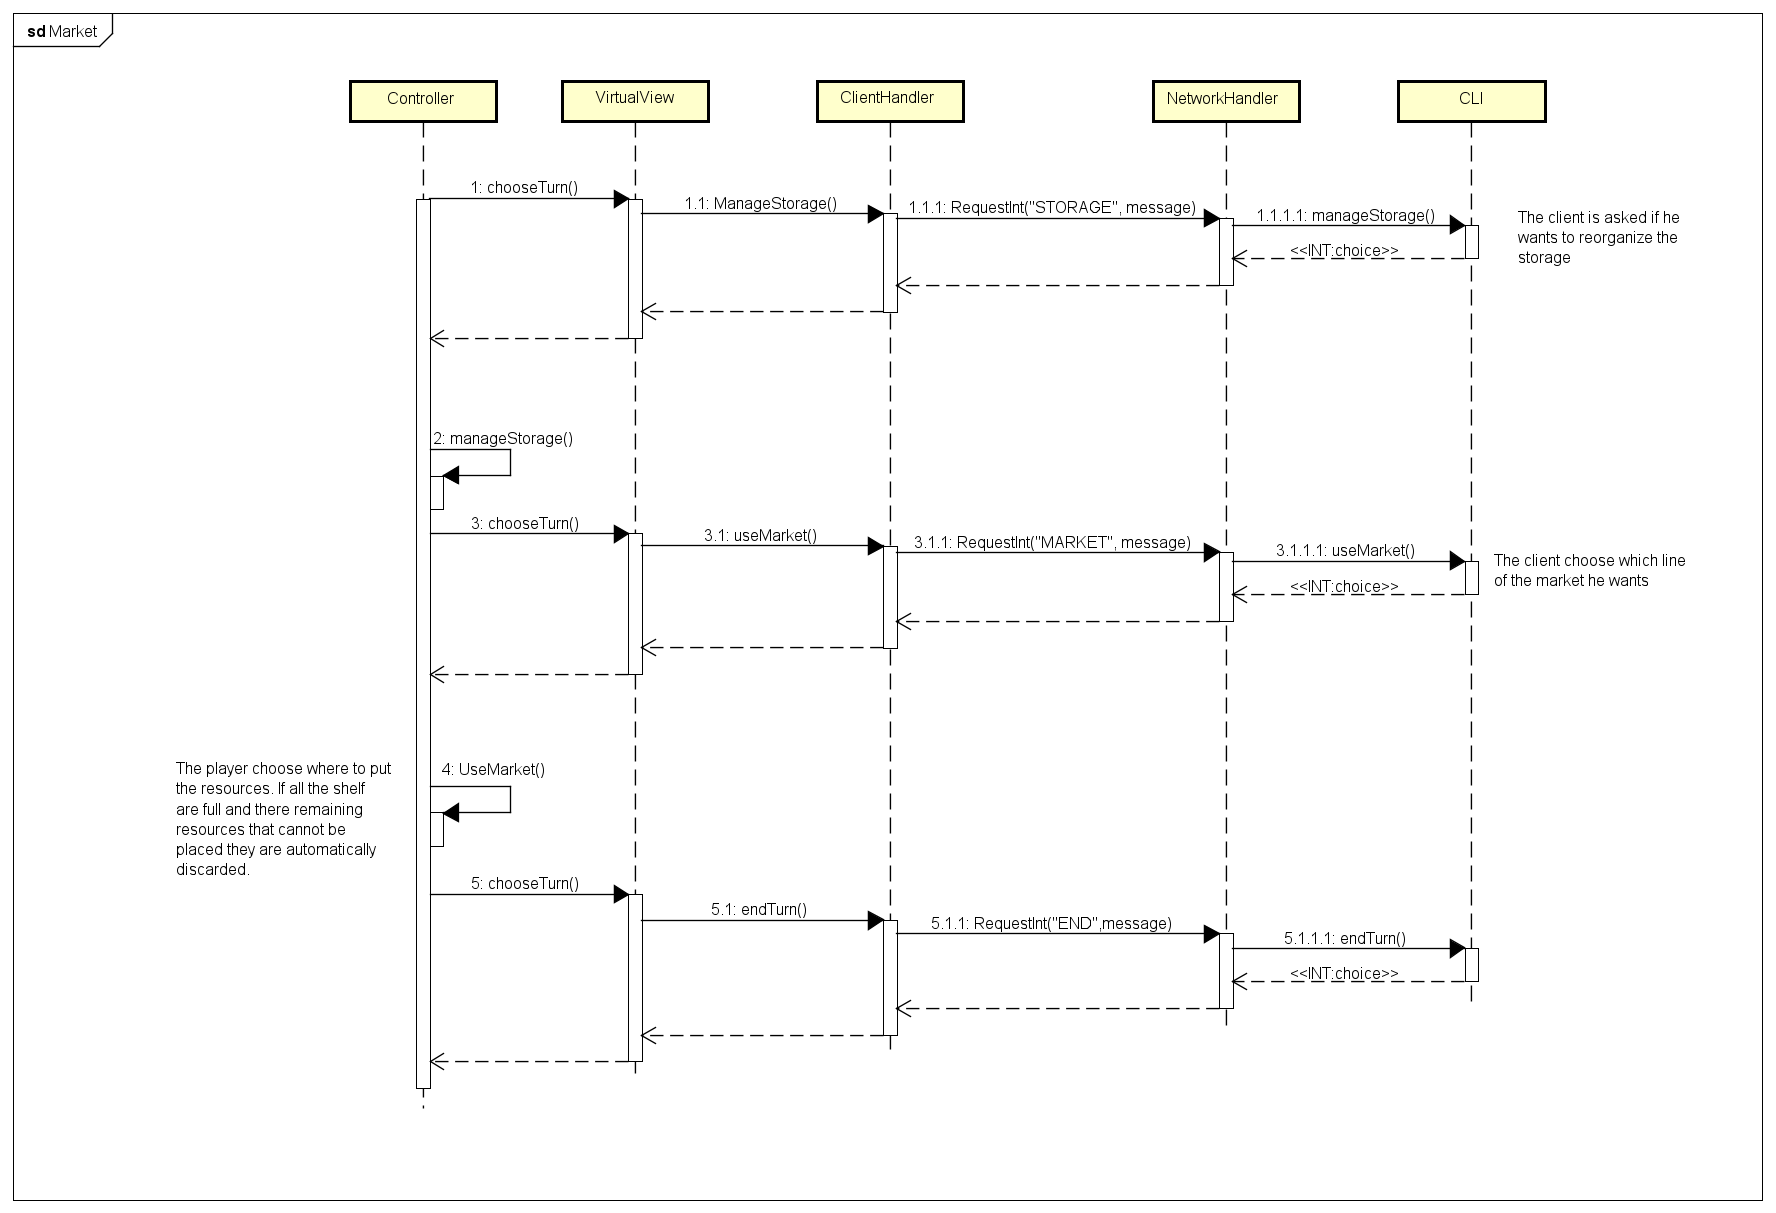 sd Market
Controller
VirtualView
ClientHandler
NetworkHandler
CLI
1: chooseTurn()
1.1: ManageStorage()
1.1.1: RequestInt("STORAGE", message)
1.1.1.1: manageStorage()
<<INT:choice>>
The client is asked if he
wants to reorganize the
storage
2: manageStorage()
3: chooseTurn()
3.1: useMarket()
3.1.1: RequestInt("MARKET", message)
3.1.1.1: useMarket()
<<INT:choice>>
The client choose which line
of the market he wants
The player choose where to put
the resources. If all the shelf
are full and there remaining
resources that cannot be
placed they are automatically
discarded.
4: UseMarket()
5: chooseTurn()
5.1: endTurn()
5.1.1: RequestInt("END",message)
5.1.1.1: endTurn()
<<INT:choice>>